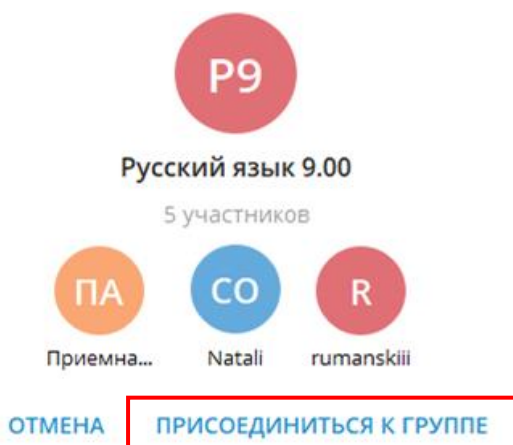 Р9
Русский язык 9.00
5 участников
ПА СО R
Приемна... Natali rumanskiii
ОТМЕНА ПРИСОЕДИНИТЬСЯ К ГРУППЕ